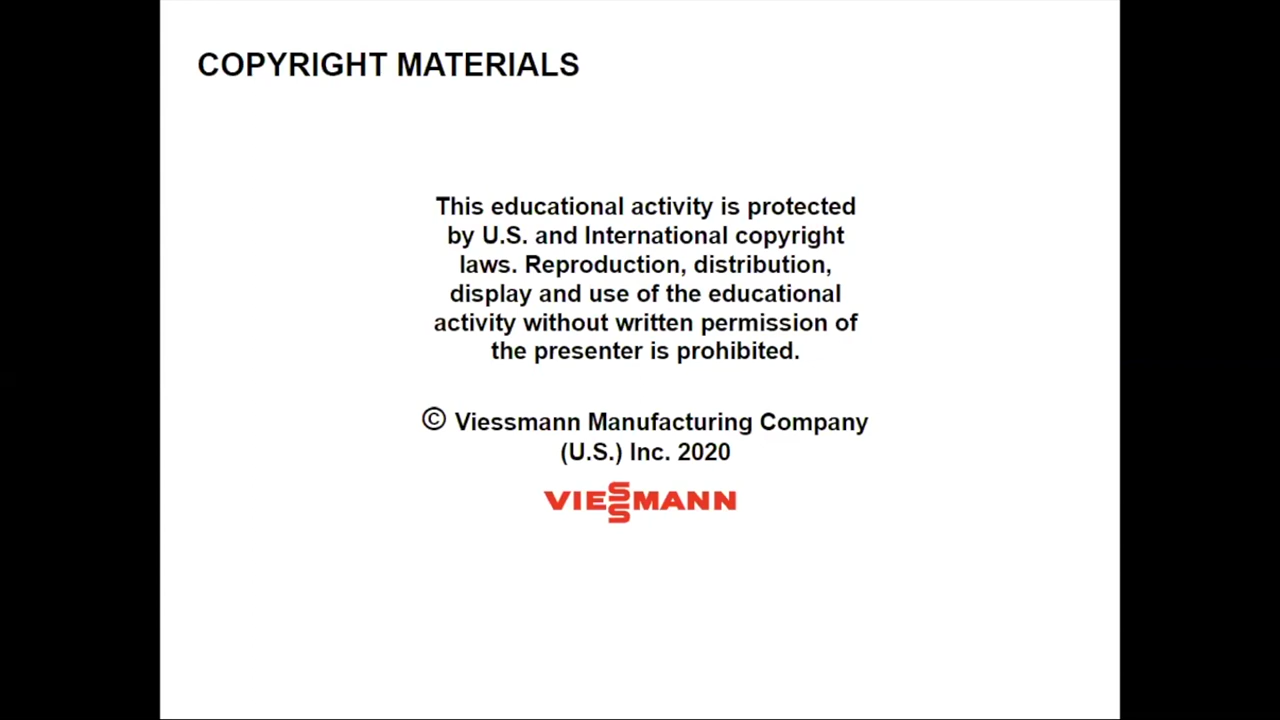 COPYRIGHT MATERIALS
This educational activity is protected
by U.S. and International copyright
laws. Reproduction, distribution,
display and use of the educational
activity without written permission of
the presenter is prohibited.
© Viessmann Manufacturing Company
(U.S.) Inc. 2020
VIESSMANN